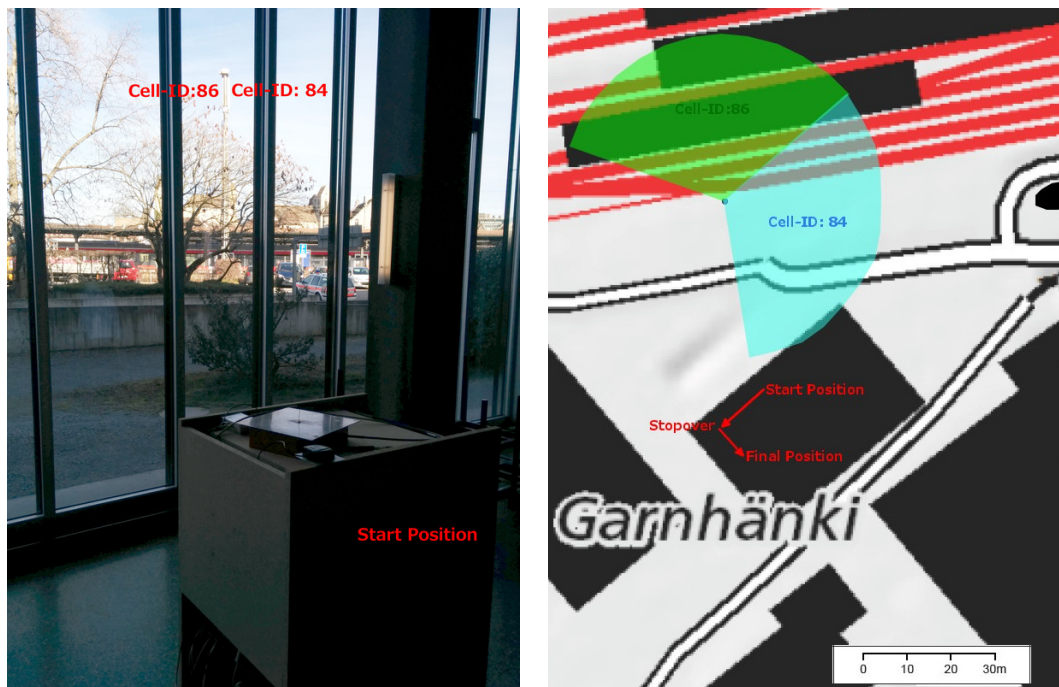 Cell-ID:86 Cell-ID: 84
Start Position
Cell-ID:86
Cell-ID: 84
Start Position
Stopover
Final Position
Garnhänki
0 10 20 30m